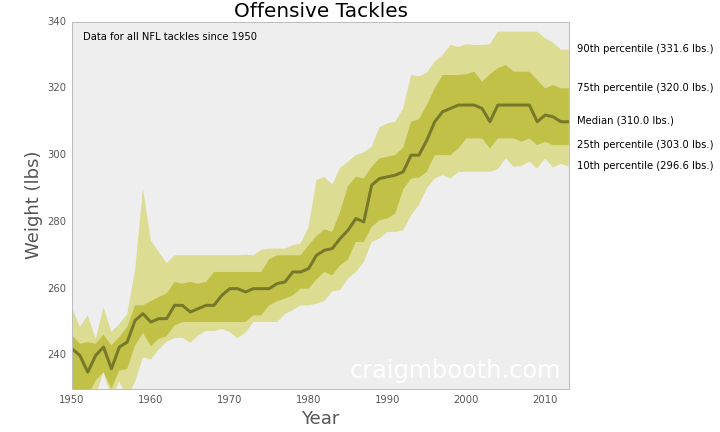 Offensive Tackles
Data for all NFL tackles since 1950
340
320
300
280
260
240
Weight (lbs)
90th percentile (331.6 lbs.)
75th percentile (320.0 lbs.)
Median (310.0 lbs.)
25th percentile (303.0 lbs.)
10th percentile (296.6 lbs.)
craigmbooth.com
1950 1960 1970 1980 1990 2000 2010
Year